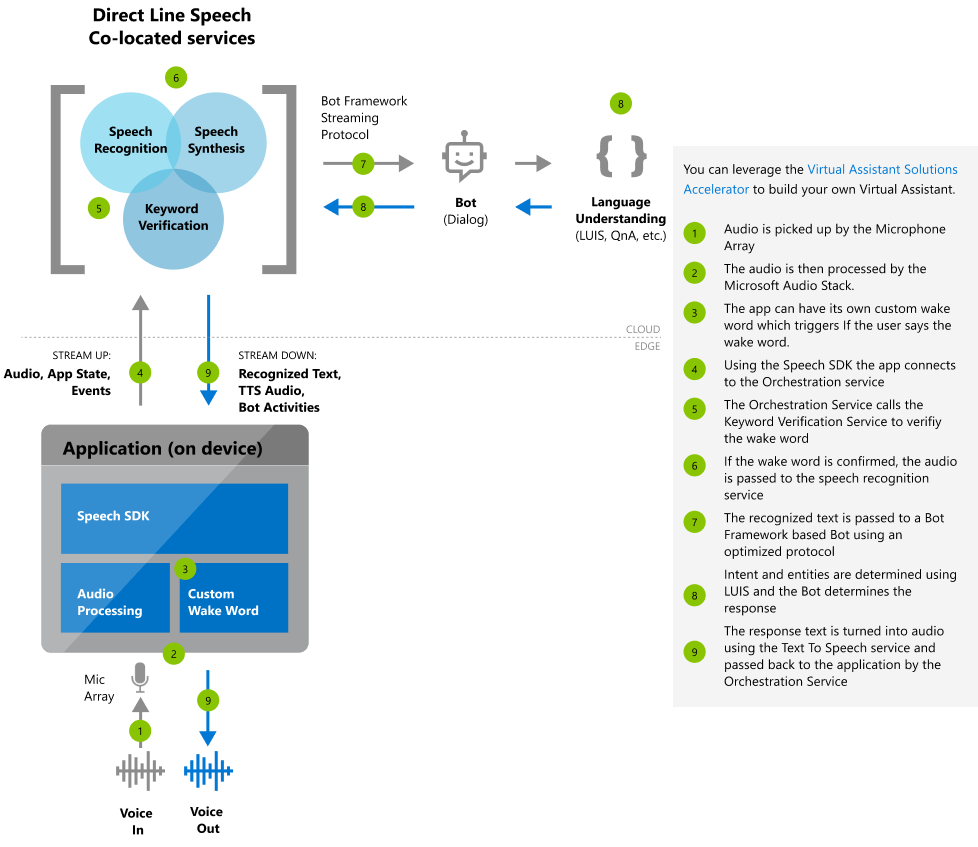 Direct Line Speech
Co-located services
6
Speech
Recognition
Speech
Synthesis
5
Keyword
Verification
Bot Framework
Streaming
Protocol
7
8
Bot
(Dialog)
8
{ }
Language
Understanding
(LUIS, QnA, etc.)
CLOUD
EDGE
STREAM UP:
Audio, App State,
Events
4
9
STREAM DOWN:
Recognized Text,
TTS Audio,
Bot Activities
Application (on device)
Speech SDK
3
Audio
Processing
Custom
Wake Word
2
Mic
Array
1
9
Voice
In
Voice
Out
You can leverage the Virtual Assistant Solutions
Accelerator to build your own Virtual Assistant.
1
Audio is picked up by the Microphone
Array
2
The audio is then processed by the
Microsoft Audio Stack.
3
The app can have its own custom wake
word which triggers If the user says the
wake word.
4
Using the Speech SDK the app connects
to the Orchestration service
5
The Orchestration Service calls the
Keyword Verification Service to verifiy
the wake word
6
If the wake word is confirmed, the audio
is passed to the speech recognition
service
7
The recognized text is passed to a Bot
Framework based Bot using an
optimized protocol
8
Intent and entities are determined using
LUIS and the Bot determines the
response
9
The response text is turned into audio
using the Text To Speech service and
passed back to the application by the
Orchestration Service